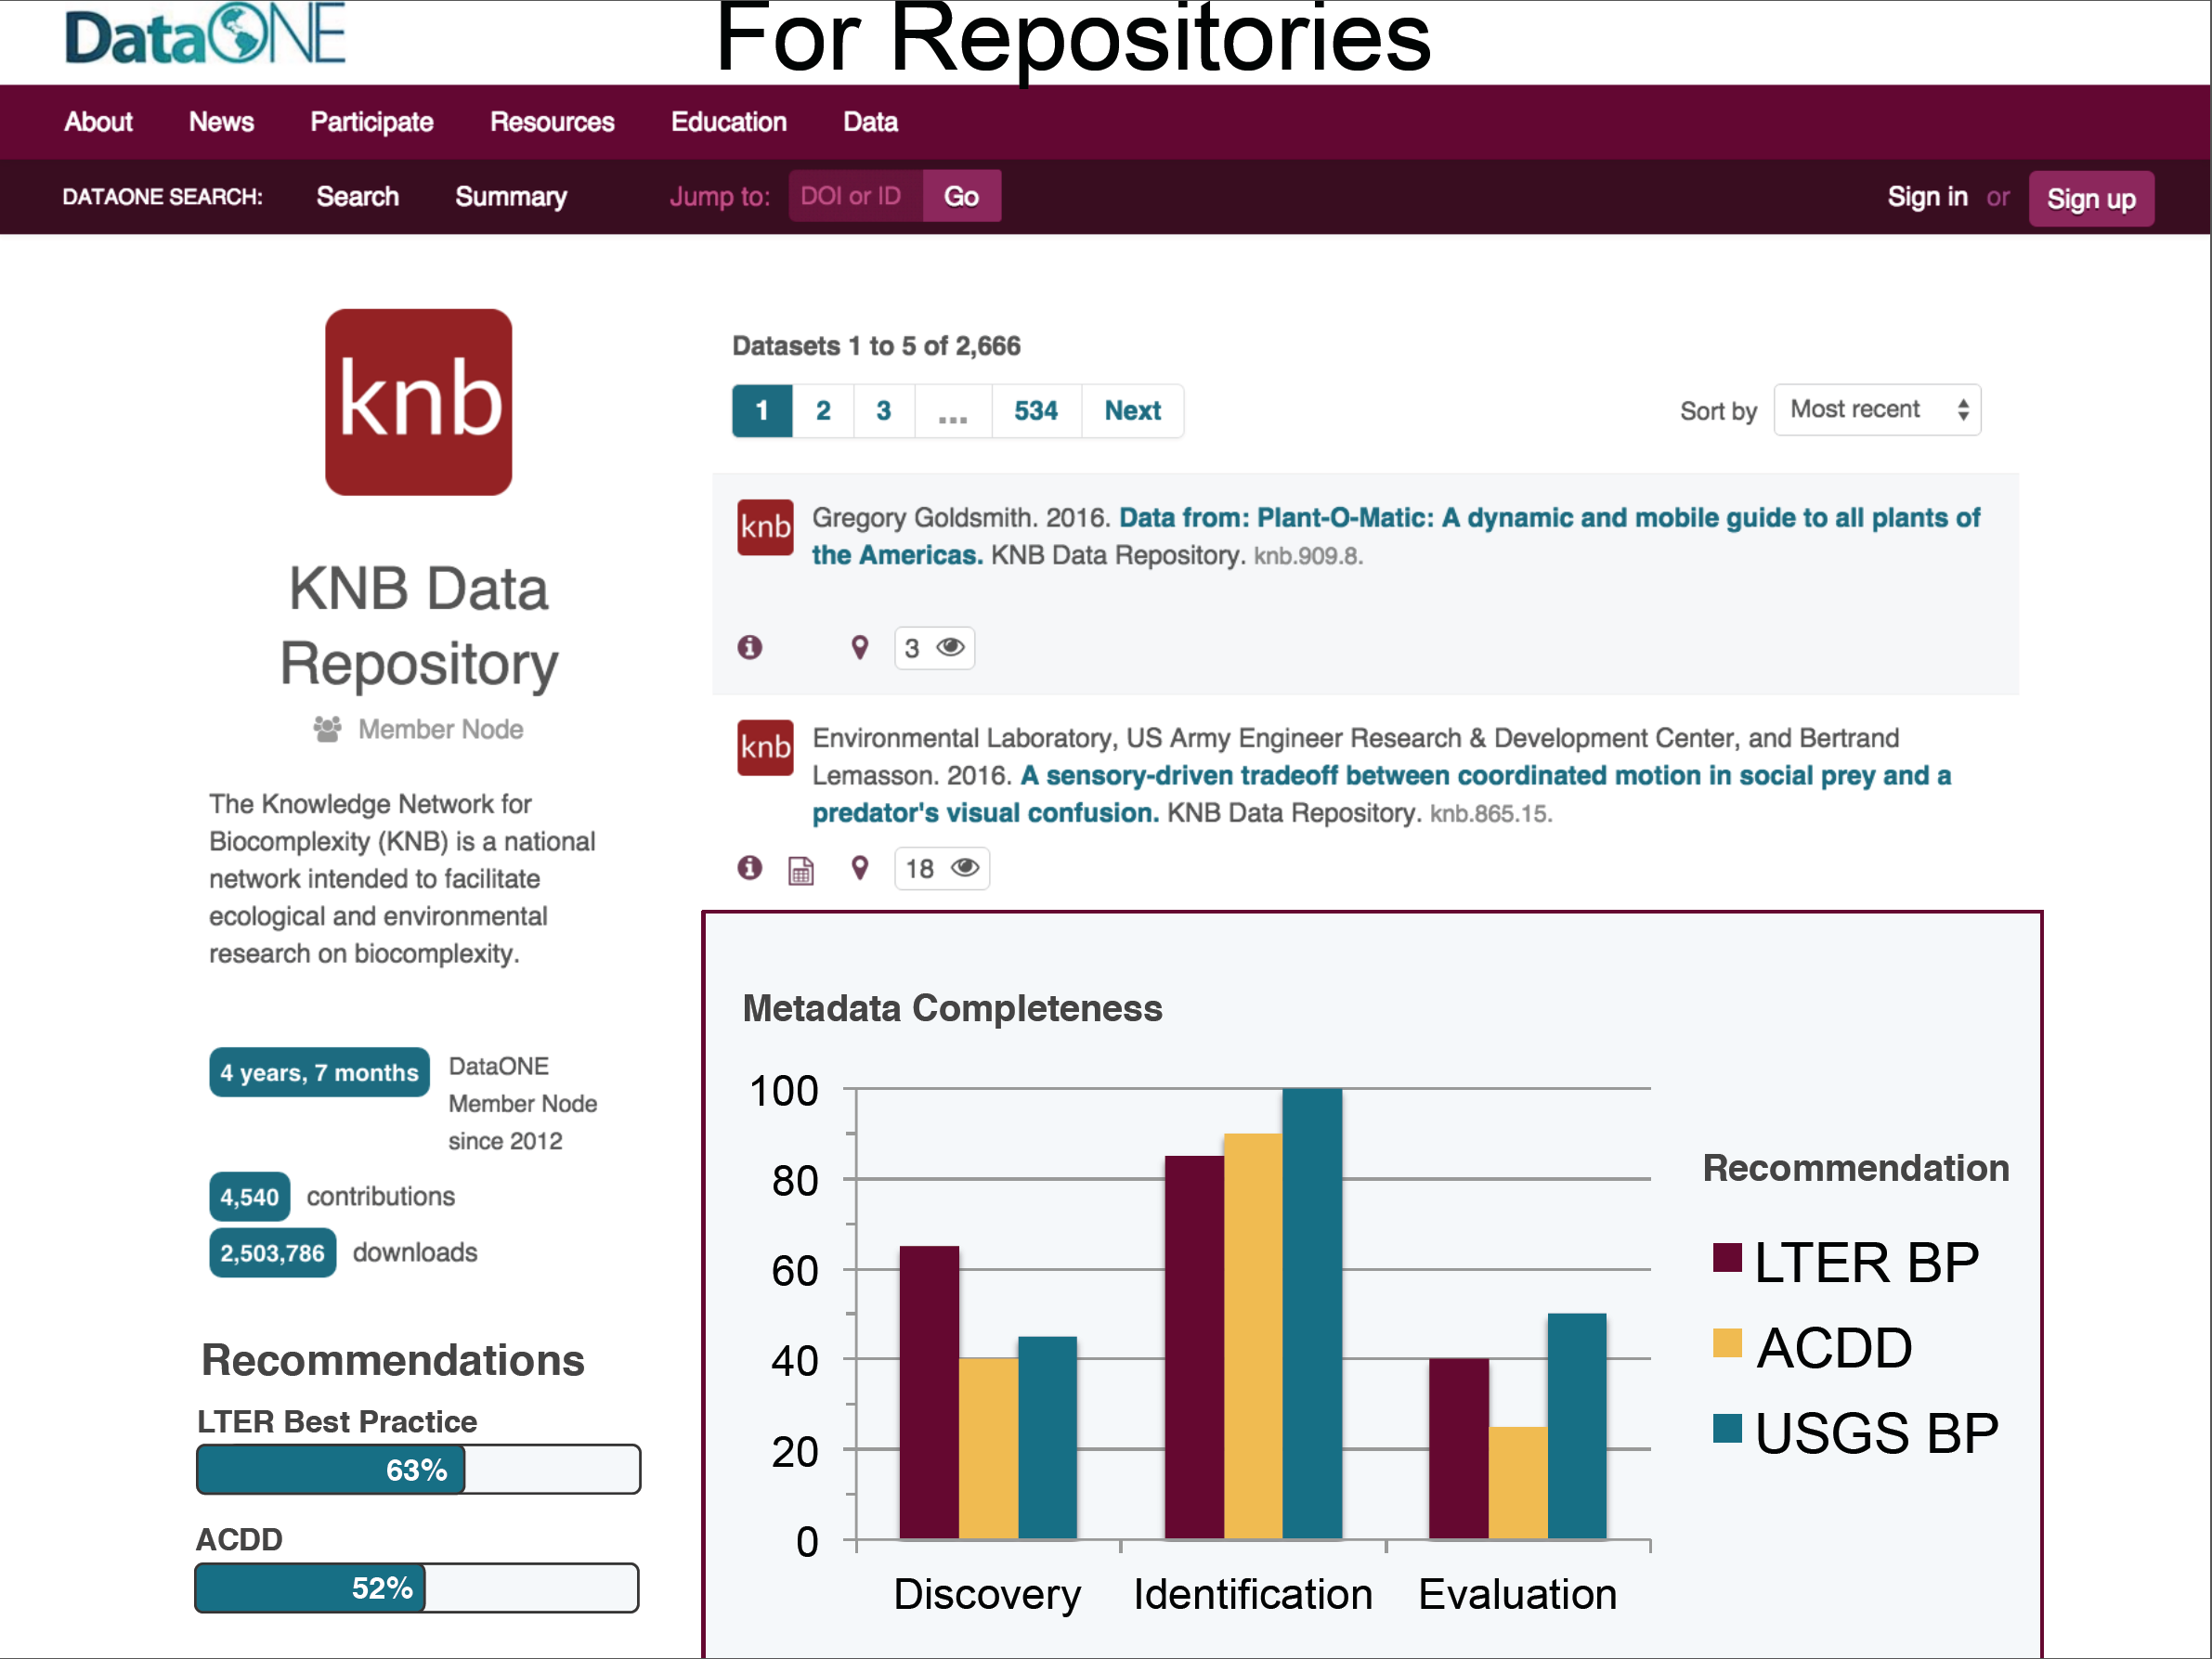 DataONE
For Repositories
About News Participate Resources Education Data
DATAONE SEARCH: Search Summary Jump to: DOI or ID Go Sign in or Sign up
knb
KNB Data
Repository
Member Node
The Knowledge Network for
Biocomplexity (KNB) is a national
network intended to facilitate
ecological and environmental
research on biocomplexity.
4 years, 7 months
DataONE
Member Node
since 2012
4,540 contributions
2,503,786 downloads
Recommendations
LTER Best Practice
63%
ACDD
52%
Datasets 1 to 5 of 2,666
1 2 3 ... 534 Next
Sort by Most recent
knb
Gregory Goldsmith. 2016. Data from: Plant-O-Matic: A dynamic and mobile guide to all plants of
the Americas. KNB Data Repository. knb.909.8.
3
knb
Environmental Laboratory, US Army Engineer Research & Development Center, and Bertrand
Lemasson. 2016. A sensory-driven tradeoff between coordinated motion in social prey and a
predator's visual confusion. KNB Data Repository. knb.865.15.
18
Metadata Completeness
100
80
60
40
20
0
Discovery Identification Evaluation
Recommendation
LTER BP
ACDD
USGS BP